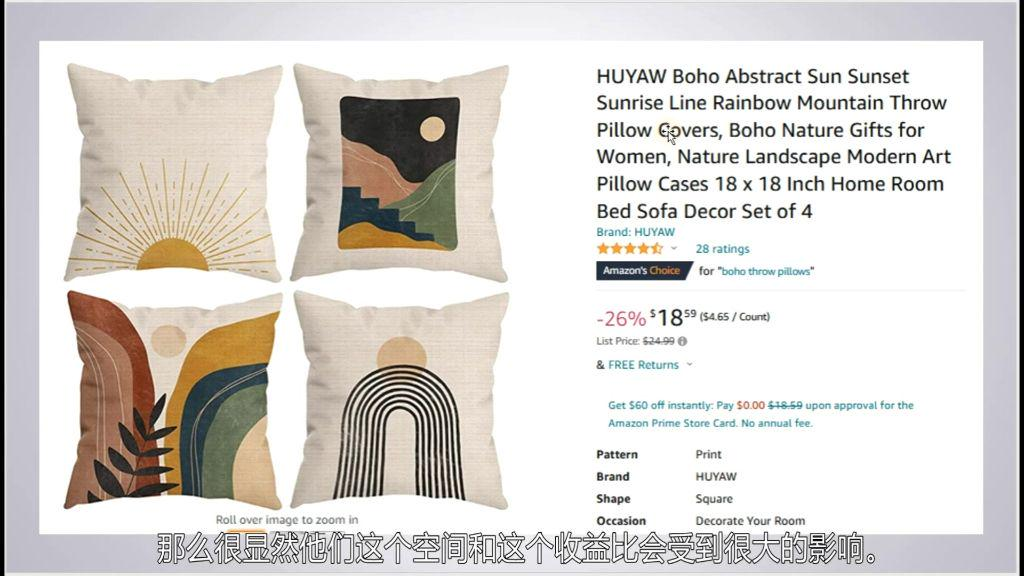 HUYAW Boho Abstract Sun Sunset
Sunrise Line Rainbow Mountain Throw
Pillow Covers, Boho Nature Gifts for
Women, Nature Landscape Modern Art
Pillow Cases 18 x 18 Inch Home Room
Bed Sofa Decor Set of 4
Brand: HUYAW
28 ratings
Amazon's Choice for "boho throw pillows"
-26% $18 59 ($4.65 / Count)
List Price: $24.99
& FREE Returns
Get $60 off instantly: Pay $0.00 $18.59 upon approval for the
Amazon Prime Store Card. No annual fee.
Pattern Print
Brand HUYAW
Shape Square
Occasion Decorate Your Room
Roll over image to zoom in
那么很显然他们这个空间和这个收益比会受到很大的影响。